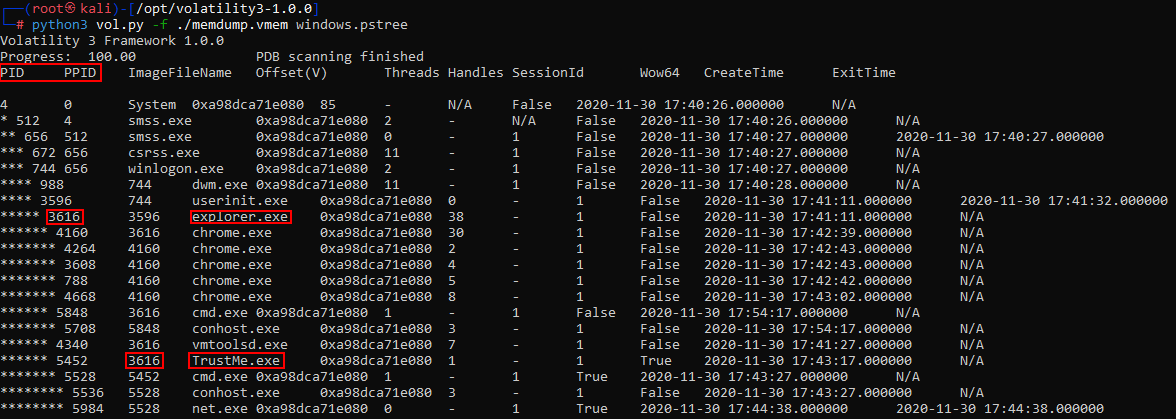 ┌──(root💀kali)-[/opt/volatility3-1.0.0]
└─# python3 vol.py -f ./memdump.vmem windows.pstree
Volatility 3 Framework 1.0.0
Progress:  100.00               PDB scanning finished
PID     PPID    ImageFileName   Offset(V)       Threads Handles SessionId       Wow64   CreateTime      ExitTime
4       0       System  0xa98dca71e080  85      -       N/A     False   2020-11-30 17:40:26.000000      N/A
* 512   4       smss.exe        0xa98dca71e080  2       -       N/A     False   2020-11-30 17:40:26.000000      N/A
** 656  512     smss.exe        0xa98dca71e080  0       -       1       False   2020-11-30 17:40:27.000000      2020-11-30 17:40:27.000000
*** 672 656     csrss.exe       0xa98dca71e080  11      -       1       False   2020-11-30 17:40:27.000000      N/A
*** 744 656     winlogon.exe    0xa98dca71e080  2       -       1       False   2020-11-30 17:40:27.000000      N/A
**** 988        744     dwm.exe 0xa98dca71e080  11      -       1       False   2020-11-30 17:40:28.000000      N/A
**** 3596       744     userinit.exe    0xa98dca71e080  0       -       1       False   2020-11-30 17:41:11.000000      2020-11-30 17:41:32.000000
***** 3616      3596    explorer.exe    0xa98dca71e080  38      -       1       False   2020-11-30 17:41:11.000000      N/A
****** 4160     3616    chrome.exe      0xa98dca71e080  30      -       1       False   2020-11-30 17:42:39.000000      N/A
******* 4264    4160    chrome.exe      0xa98dca71e080  2       -       1       False   2020-11-30 17:42:43.000000      N/A
******* 3608    4160    chrome.exe      0xa98dca71e080  4       -       1       False   2020-11-30 17:42:43.000000      N/A
******* 788     4160    chrome.exe      0xa98dca71e080  5       -       1       False   2020-11-30 17:42:42.000000      N/A
******* 4668    4160    chrome.exe      0xa98dca71e080  8       -       1       False   2020-11-30 17:43:02.000000      N/A
****** 5848     3616    cmd.exe 0xa98dca71e080  1       -       1       False   2020-11-30 17:54:17.000000      N/A
******* 5708    5848    conhost.exe     0xa98dca71e080  3       -       1       False   2020-11-30 17:54:17.000000      N/A
****** 4340     3616    vmtoolsd.exe    0xa98dca71e080  7       -       1       False   2020-11-30 17:41:27.000000      N/A
****** 5452     3616    TrustMe.exe     0xa98dca71e080  1       -       1       True    2020-11-30 17:43:17.000000      N/A
******* 5528    5452    cmd.exe 0xa98dca71e080  1       -       1       True    2020-11-30 17:43:27.000000      N/A
******** 5536   5528    conhost.exe     0xa98dca71e080  3       -       1       False   2020-11-30 17:43:27.000000      N/A
******** 5984   5528    net.exe 0xa98dca71e080  0       -       1       True    2020-11-30 17:44:38.000000      2020-11-30 17:44:38.000000